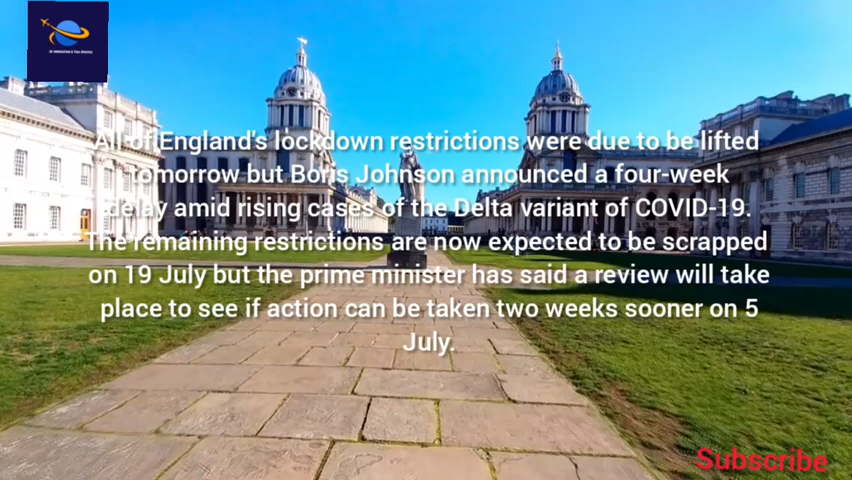 All of England's lockdown restrictions were due to be lifted
tomorrow but Boris Johnson announced a four-week
delay amid rising cases of the Delta variant of COVID-19.
The remaining restrictions are now expected to be scrapped
on 19 July but the prime minister has said a review will take
place to see if action can be taken two weeks sooner on 5
July.
Subscribe